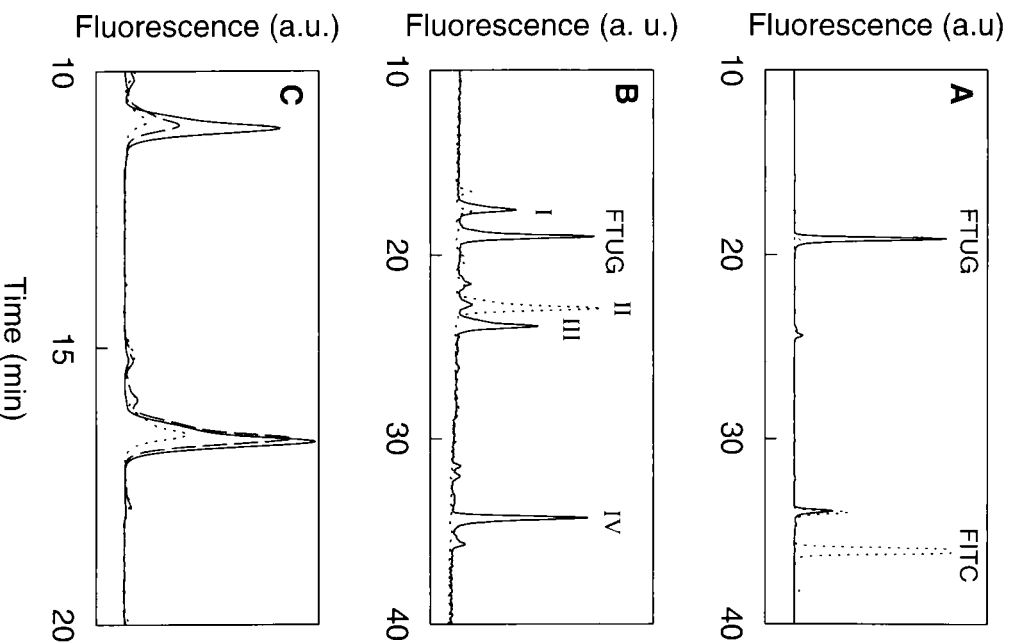 Fluorescence (a.u.)
C
10
15
20
Time (min)
Fluorescence (a. u.)
B
I
FTUG
II
III
IV
10
20
30
40
Fluorescence (a.u)
A
FTUG
FITC
10
20
30
40